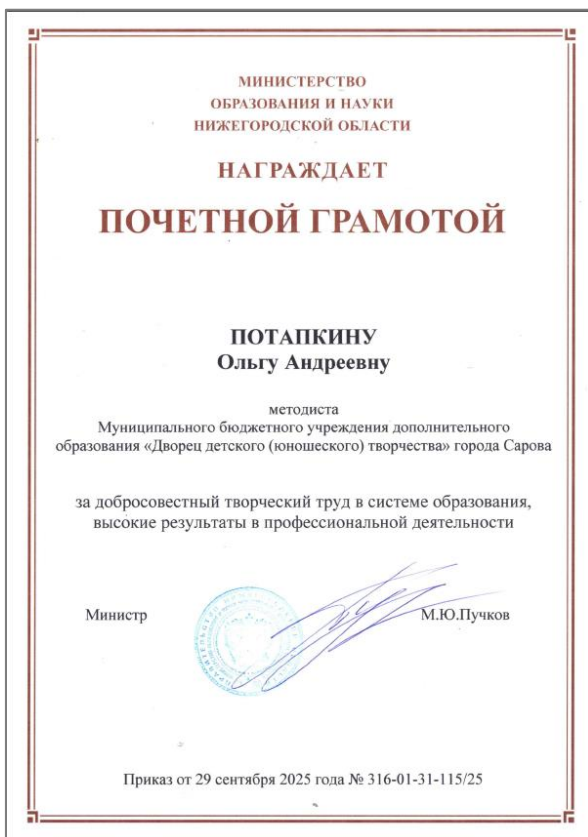 МИНИСТЕРСТВО
ОБРАЗОВАНИЯ И НАУКИ
НИЖЕГОРОДСКОЙ ОБЛАСТИ
НАГРАЖДАЕТ
ПОЧЕТНОЙ ГРАМОТОЙ
ПОТАПКИНУ
Ольгу Андреевну
методиста
Муниципального бюджетного учреждения дополнительного
образования «Дворец детского (юношеского) творчества» города Сарова
за добросовестный творческий труд в системе образования,
высокие результаты в профессиональной деятельности
Министр
М.Ю.Пучков
Приказ от 29 сентября 2025 года № 316-01-31-115/25